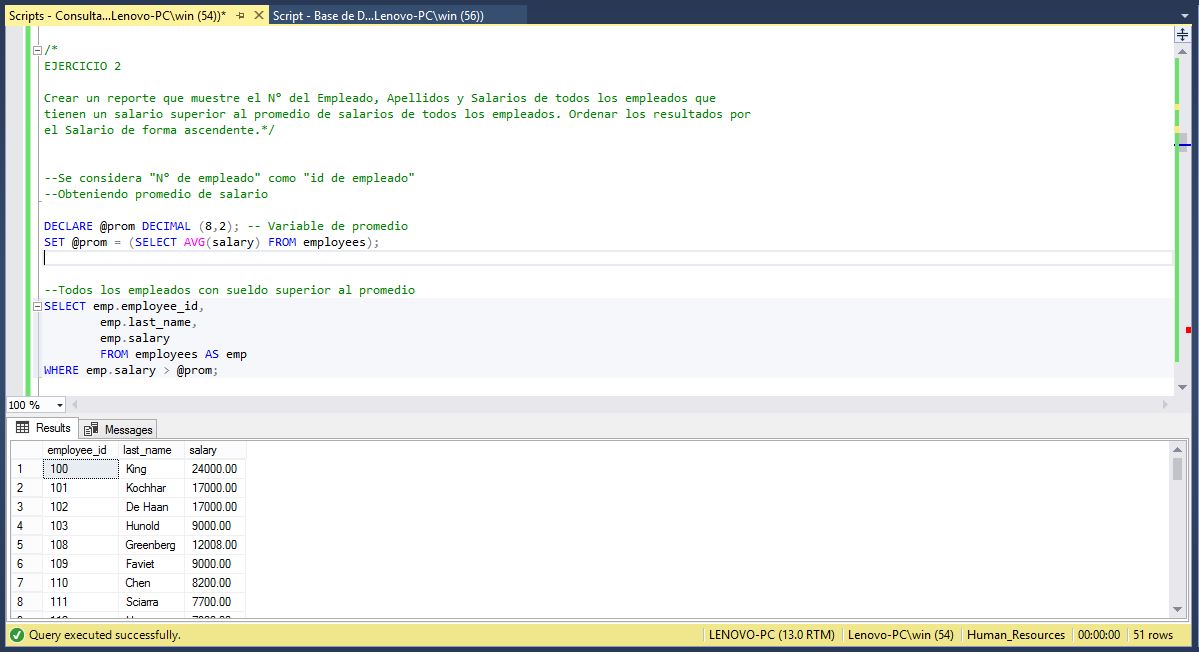 Scripts - Consulta...Lenovo-PC\win (54))*
Script - Base de D...Lenovo-PC\win (56))
/*
EJERCICIO 2
Crear un reporte que muestre el N° del Empleado, Apellidos y Salarios de todos los empleados que
tienen un salario superior al promedio de salarios de todos los empleados. Ordenar los resultados por
el Salario de forma ascendente.*/
--Se considera "N° de empleado" como "id de empleado"
--Obteniendo promedio de salario
DECLARE @prom DECIMAL (8,2); -- Variable de promedio
SET @prom = (SELECT AVG(salary) FROM employees);
--Todos los empleados con sueldo superior al promedio
SELECT emp.employee_id,
emp.last_name,
emp.salary
FROM employees AS emp
WHERE emp.salary > @prom;
100 %
Results Messages
employee_id last_name salary
1 100 King 24000.00
2 101 Kochhar 17000.00
3 102 De Haan 17000.00
4 103 Hunold 9000.00
5 108 Greenberg 12008.00
6 109 Faviet 9000.00
7 110 Chen 8200.00
8 111 Sciarra 7700.00
Query executed successfully. LENOVO-PC (13.0 RTM) Lenovo-PC\win (54) Human_Resources 00:00:00 51 rows